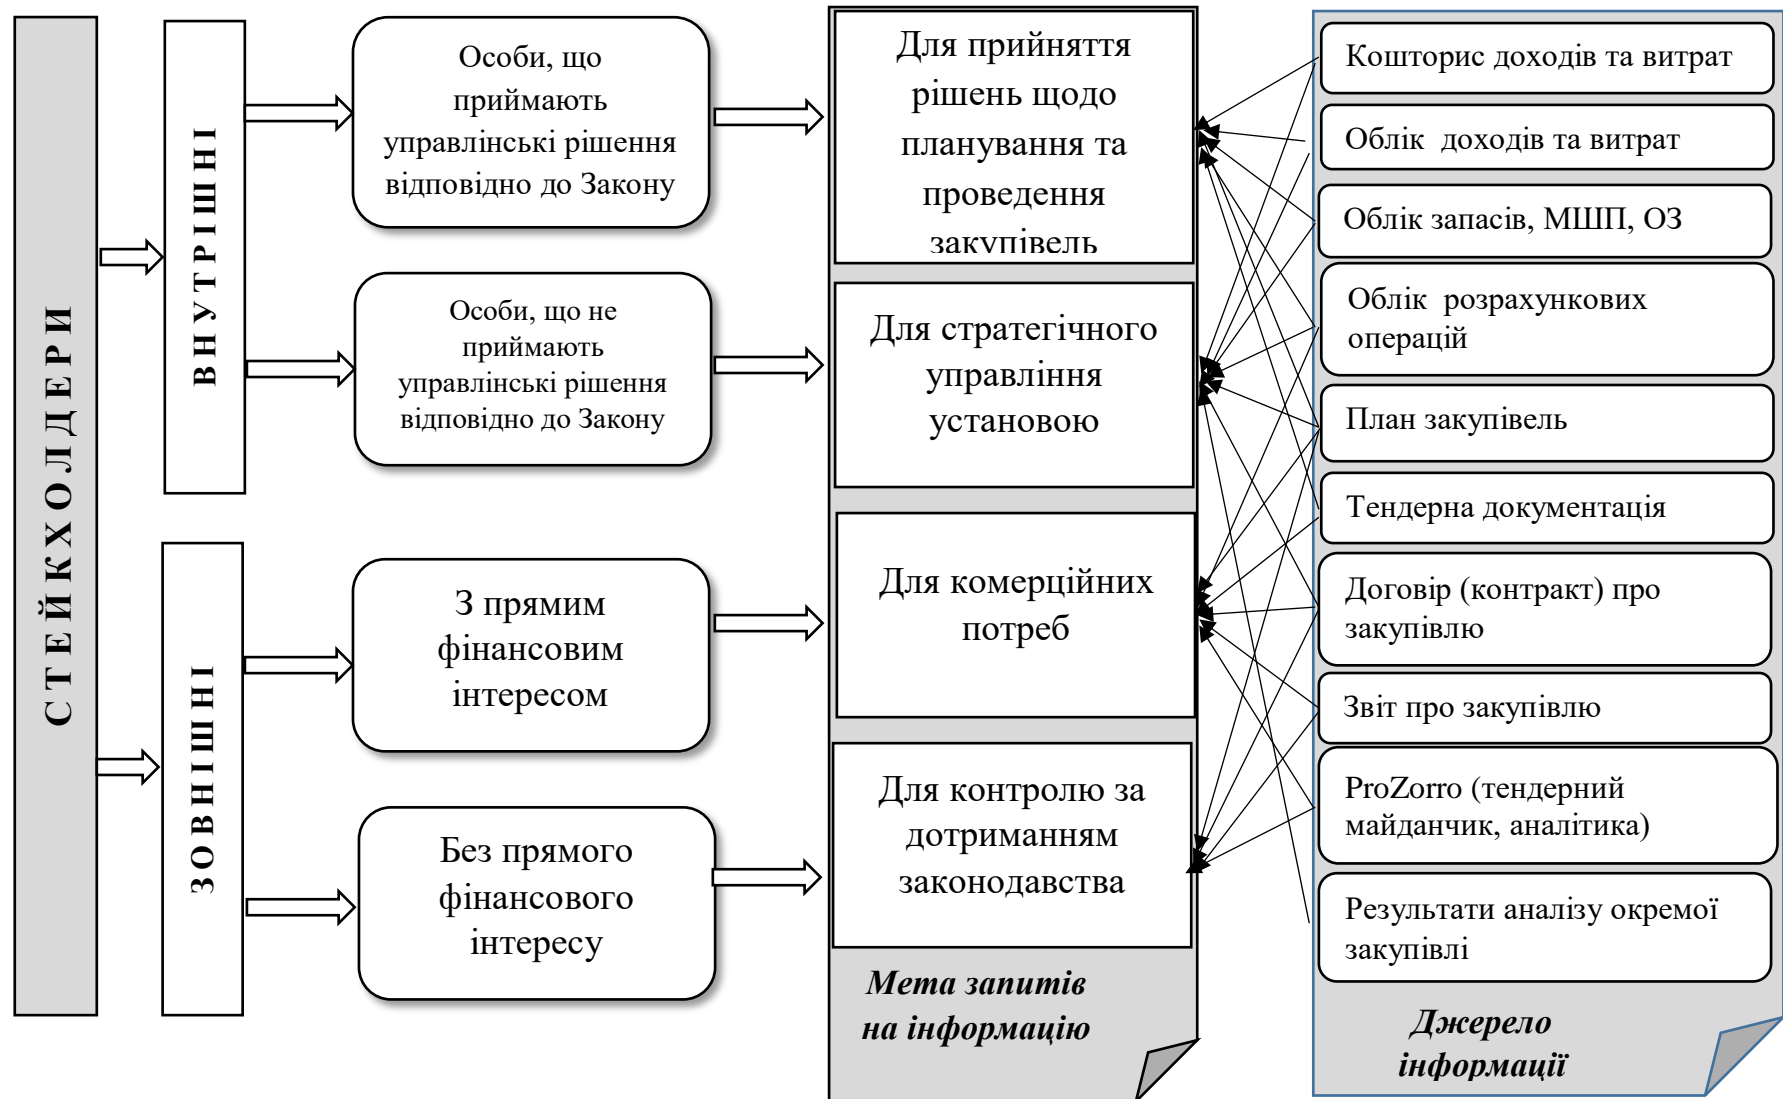 СТЕЙКХОЛДЕРИ
ВНУТРІШНІ
ЗОВНІШНІ
Особи, що
приймають
управлінські рішення
відповідно до Закону
Особи, що не
приймають
управлінські рішення
відповідно до Закону
З прямим
фінансовим
інтересом
Без прямого
фінансового
інтересу
Для прийняття
рішень щодо
планування та
проведення
закупівель
Для стратегічного
управління
установою
Для комерційних
потреб
Для контролю за
дотриманням
законодавства
Мета запитів
на інформацію
Кошторис доходів та витрат
Облік доходів та витрат
Облік запасів, МШП, ОЗ
Облік розрахункових
операцій
План закупівель
Тендерна документація
Договір (контракт) про
закупівлю
Звіт про закупівлю
ProZorro (тендерний
майданчик, аналітика)
Результати аналізу окремої
закупівлі
Джерело
інформації